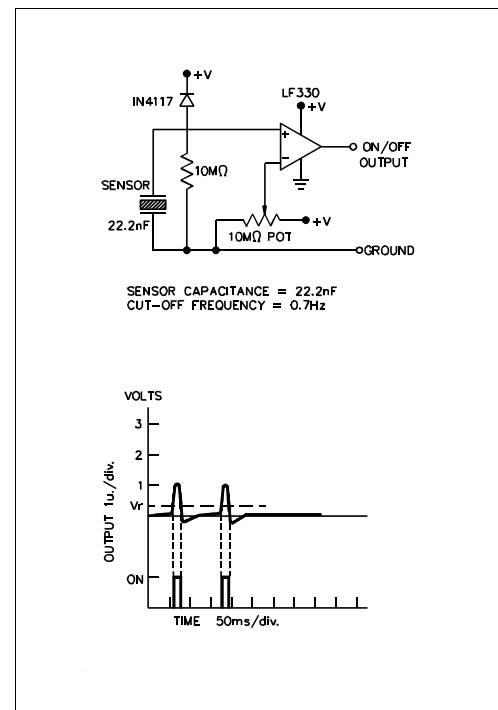 +V
IN4117
LF330
+V
+
−
ON/OFF
OUTPUT
10MΩ
SENSOR
22.2nF
+V
10MΩ POT
GROUND
SENSOR CAPACITANCE = 22.2nF
CUT-OFF FREQUENCY = 0.7Hz
VOLTS
3
2
1
Vr
OUTPUT 1u./div.
ON
TIME 50ms/div.